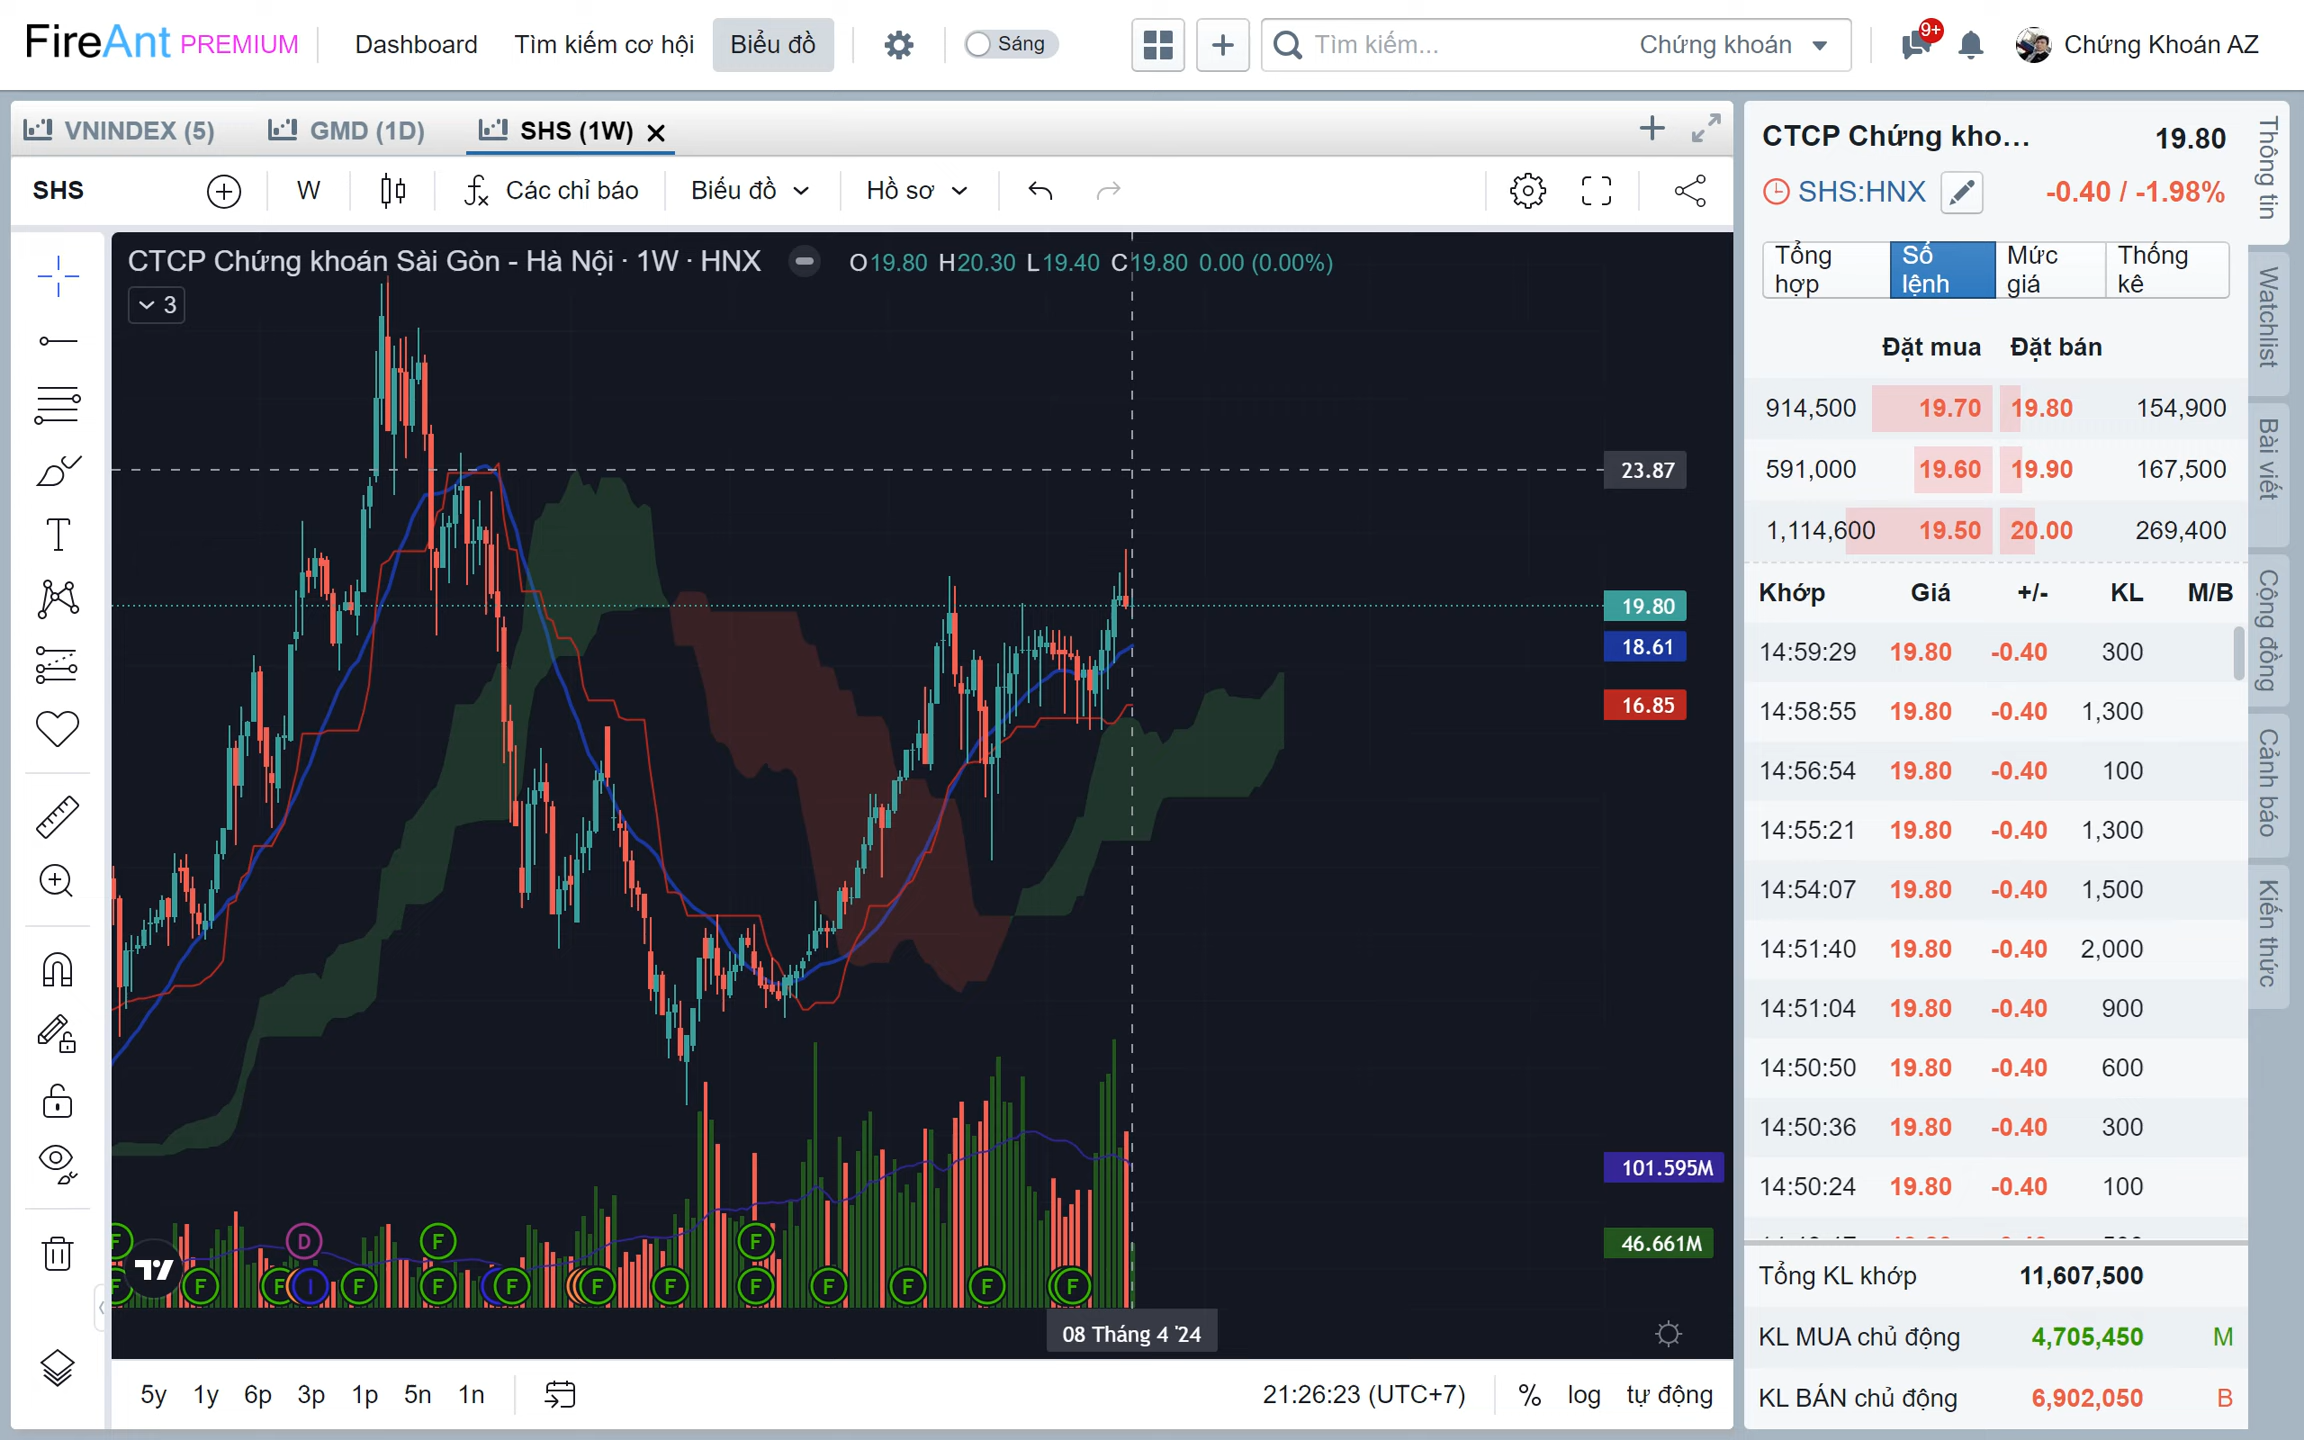 FireAnt PREMIUM
Dashboard
Tìm kiếm cơ hội
Biểu đồ
Sáng
Tìm kiếm...
Chứng khoán
9+
Chứng Khoán AZ
VNINDEX (5)
GMD (1D)
SHS (1W)
SHS
W
Các chỉ báo
Biểu đồ
Hồ sơ
CTCP Chứng khoán Sài Gòn - Hà Nội · 1W · HNX
O19.80 H20.30 L19.40 C19.80 0.00 (0.00%)
3
23.87
19.80
18.61
16.85
101.595M
46.661M
F D F F
F F F I F F F F F F F F F F
08 Tháng 4 '24
5y 1y 6p 3p 1p 5n 1n
21:26:23 (UTC+7)
% log tự động
CTCP Chứng kho... 19.80
SHS:HNX -0.40 / -1.98%
Tổng hợp
Sổ lệnh
Mức giá
Thống kê
Đặt mua Đặt bán
914,500 19.70 19.80 154,900
591,000 19.60 19.90 167,500
1,114,600 19.50 20.00 269,400
Khớp Giá +/- KL M/B
14:59:29 19.80 -0.40 300
14:58:55 19.80 -0.40 1,300
14:56:54 19.80 -0.40 100
14:55:21 19.80 -0.40 1,300
14:54:07 19.80 -0.40 1,500
14:51:40 19.80 -0.40 2,000
14:51:04 19.80 -0.40 900
14:50:50 19.80 -0.40 600
14:50:36 19.80 -0.40 300
14:50:24 19.80 -0.40 100
Tổng KL khớp 11,607,500
KL MUA chủ động 4,705,450 M
KL BÁN chủ động 6,902,050 B
Thông tin
Watchlist
Bài viết
Cộng đồng
Cảnh báo
Kiến thức